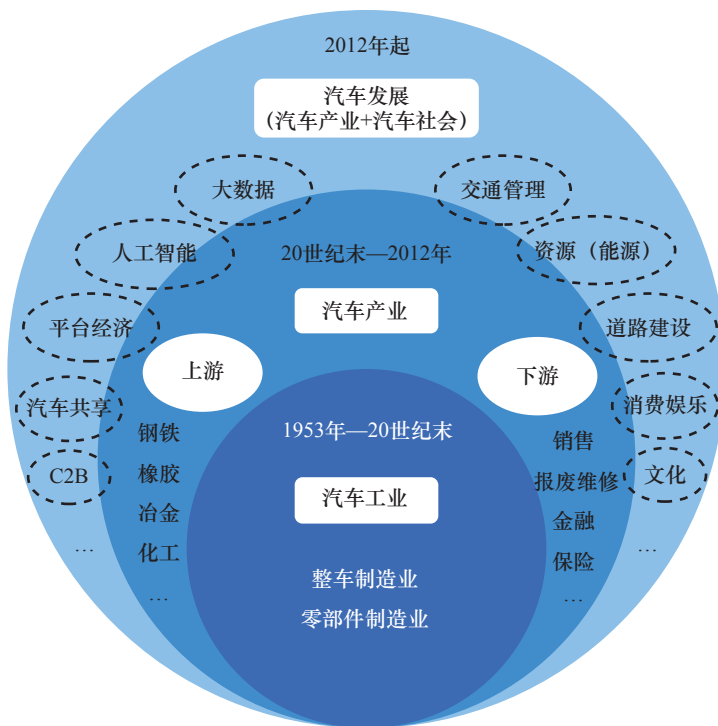 2012年起
汽车发展
(汽车产业+汽车社会)
大数据
交通管理
人工智能
20世纪末—2012年
资源（能源）
平台经济
汽车产业
道路建设
上游
下游
汽车共享
消费娱乐
钢铁
1953年—20世纪末
销售
C2B
橡胶
报废维修
文化
汽车工业
冶金
金融
…
化工
保险
…
整车制造业
…
…
零部件制造业